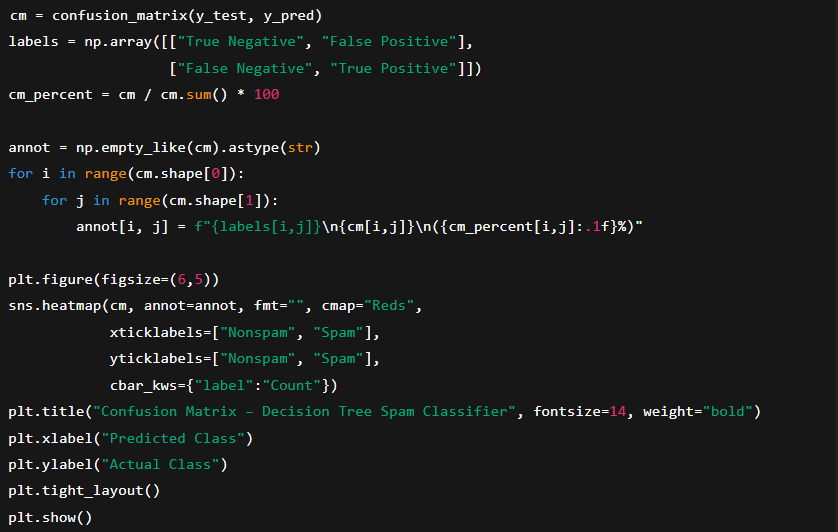 cm = confusion_matrix(y_test, y_pred)
labels = np.array([["True Negative", "False Positive"],
                   ["False Negative", "True Positive"]])
cm_percent = cm / cm.sum() * 100

annot = np.empty_like(cm).astype(str)
for i in range(cm.shape[0]):
    for j in range(cm.shape[1]):
        annot[i, j] = f"{labels[i,j]}\n{cm[i,j]}\n({cm_percent[i,j]:.1f}%)"

plt.figure(figsize=(6,5))
sns.heatmap(cm, annot=annot, fmt="", cmap="Reds",
            xticklabels=["Nonspam", "Spam"],
            yticklabels=["Nonspam", "Spam"],
            cbar_kws={"label":"Count"})
plt.title("Confusion Matrix – Decision Tree Spam Classifier", fontsize=14, weight="bold")
plt.xlabel("Predicted Class")
plt.ylabel("Actual Class")
plt.tight_layout()
plt.show()